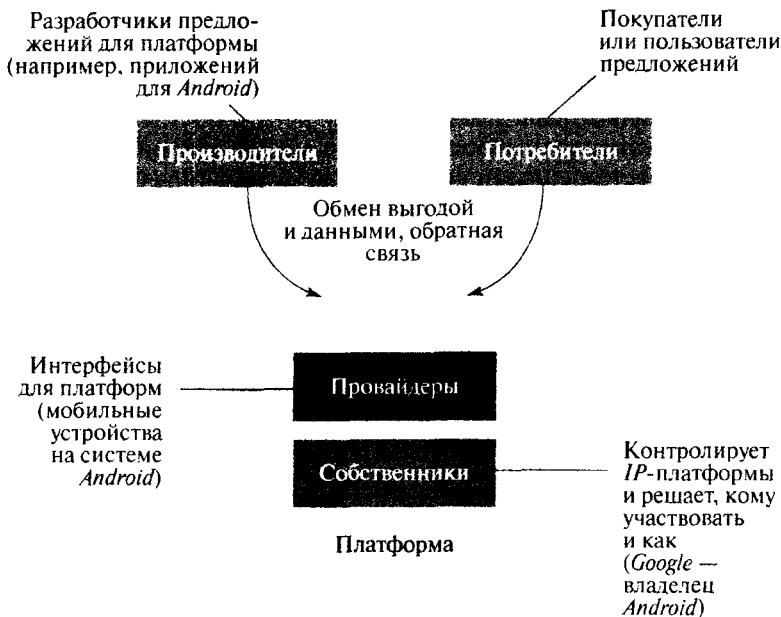 Разработчики предло-
жений для платформы
(например, приложений
для Android)
Покупатели
или пользователи
предложений
Производители
Потребители
Обмен выгодой
и данными, обратная
связь
Интерфейсы
для платформ
(мобильные
устройства
на системе
Android)
Провайдеры
Собственники
Платформа
Контролирует
IP-платформы
и решает, кому
участвовать
и как
(Google —
владелец
Android)